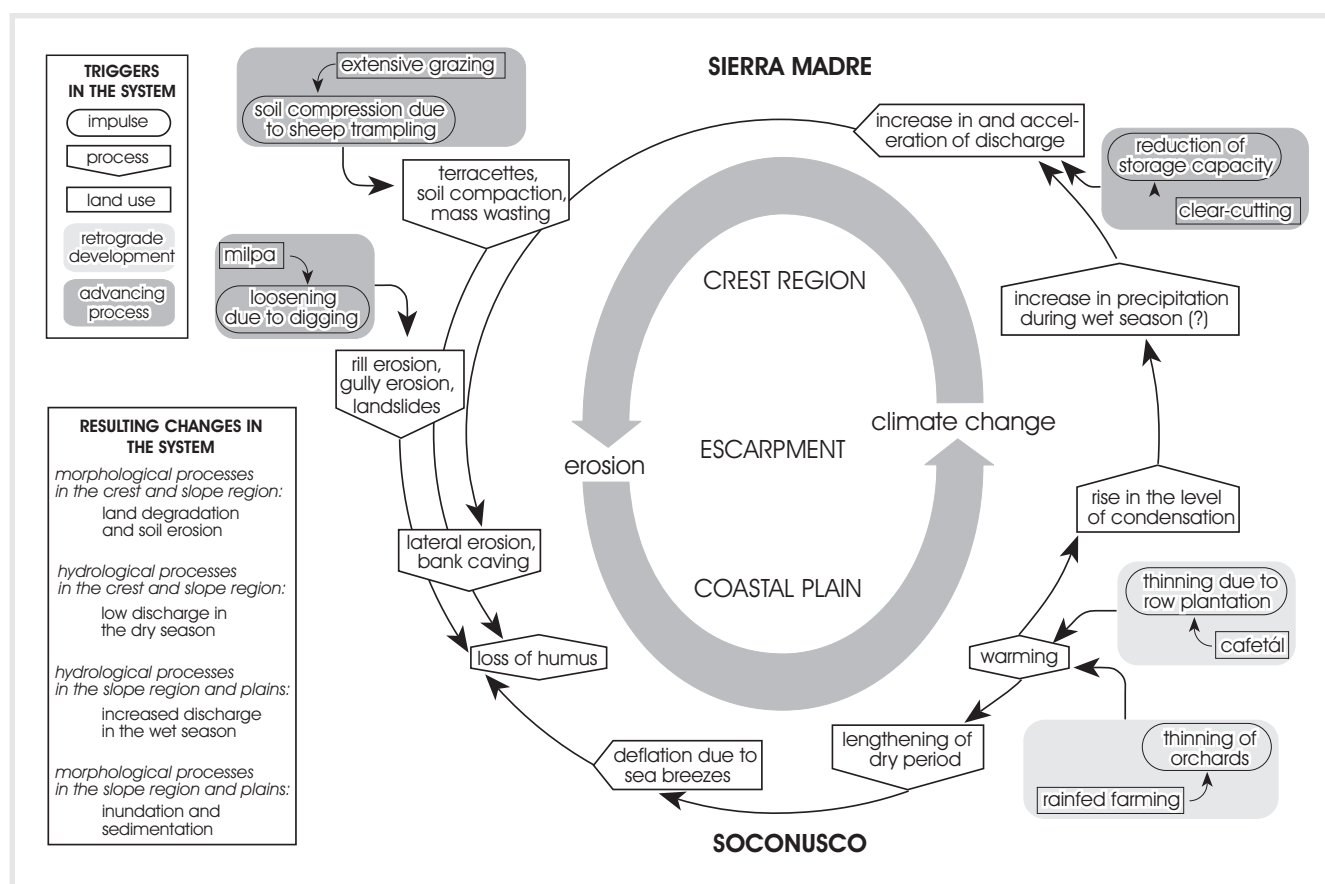 TRIGGERS
IN THE SYSTEM
impulse
process
land use
retrograde
development
advancing
process
extensive grazing
soil compression due
to sheep trampling
milpa
loosening
due to digging
terracettes,
soil compaction,
mass wasting
rill erosion,
gully erosion,
landslides
lateral erosion,
bank caving
loss of humus
deflation due to
sea breezes
SIERRA MADRE
CREST REGION
ESCARPMENT
COASTAL PLAIN
erosion
climate change
SOCONUSCO
increase in and accel-
eration of discharge
reduction of
storage capacity
clear-cutting
increase in precipitation
during wet season (?)
rise in the level
of condensation
thinning due to
row plantation
cafetál
warming
lengthening of
dry period
thinning of
orchards
rainfed farming
RESULTING CHANGES IN
THE SYSTEM
morphological processes
in the crest and slope region:
land degradation
and soil erosion
hydrological processes
in the crest and slope region:
low discharge in
the dry season
hydrological processes
in the slope region and plains:
increased discharge
in the wet season
morphological processes
in the slope region and plains:
inundation and
sedimentation